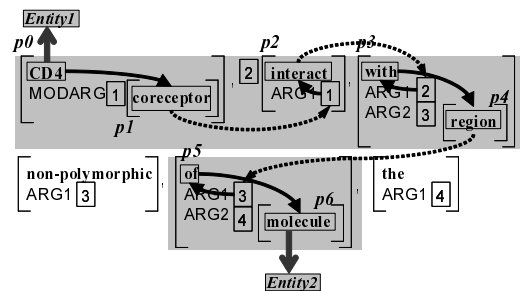 Entity1
p0 p2 p3
CD4 , 2 interact , with
MODARG 1 coreceptor ARG1 1 ARG1 2 p4
p1 ARG2 3 region
non-polymorphic , p5 of , the
ARG1 3 ARG1 3 p6 ARG1 4
ARG2 4 molecule
Entity2